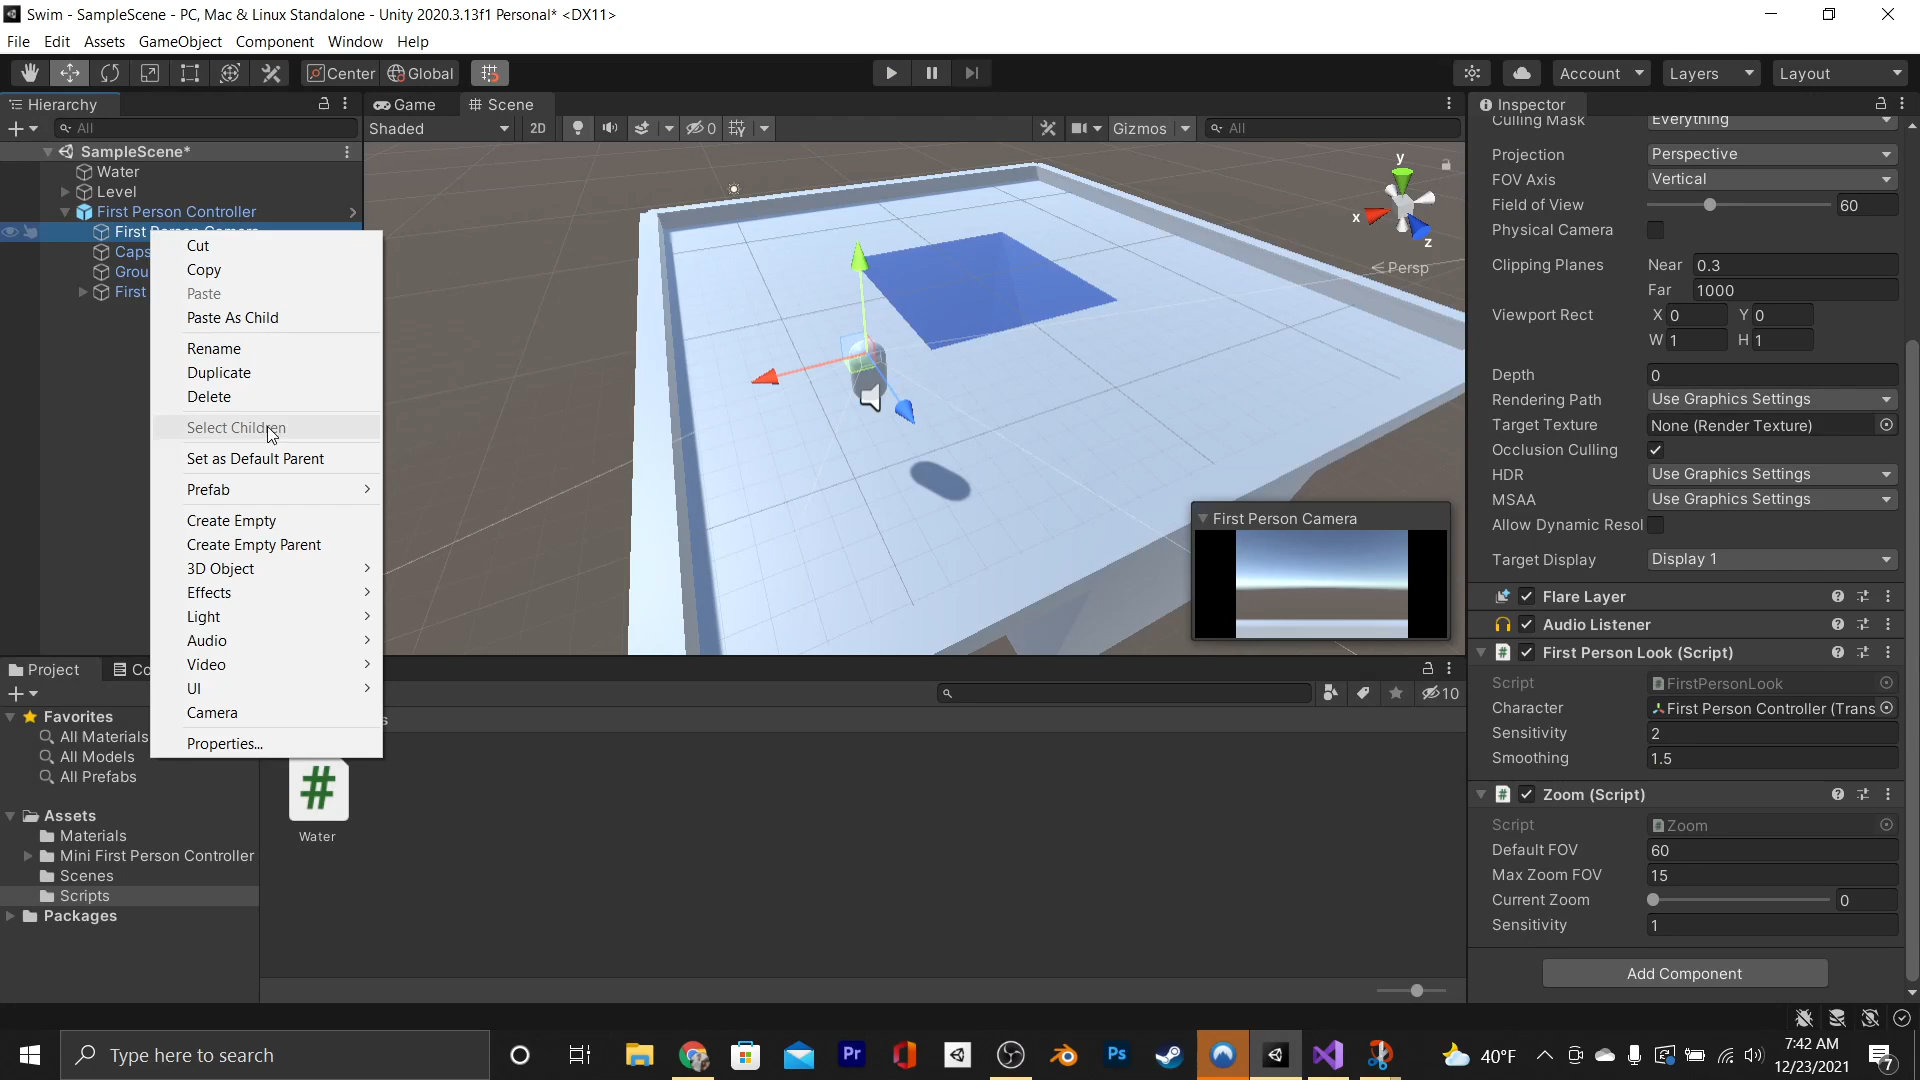 Swim - SampleScene - PC, Mac & Linux Standalone - Unity 2020.3.13f1 Personal* <DX11>
File Edit Assets GameObject Component Window Help
Center Global Account Layers Layout
Hierarchy
All
SampleScene*
Water
Level
First Person Controller
First Person Camera
Caps
Grou
First
Cut
Copy
Paste
Paste As Child
Rename
Duplicate
Delete
Select Children
Set as Default Parent
Prefab
Create Empty
Create Empty Parent
3D Object
Effects
Light
Audio
Video
UI
Camera
Properties...
Game Scene
Shaded 2D 0 Gizmos All
y
x
z
Persp
First Person Camera
Project Co
10
Favorites
All Materials
All Models
All Prefabs
Assets
Materials
Mini First Person Controller
Scenes
Scripts
Packages
s
#
Water
Inspector
Culling Mask Everything
Projection Perspective
FOV Axis Vertical
Field of View 60
Physical Camera
Clipping Planes Near 0.3
Far 1000
Viewport Rect X 0 Y 0
W 1 H 1
Depth 0
Rendering Path Use Graphics Settings
Target Texture None (Render Texture)
Occlusion Culling
HDR Use Graphics Settings
MSAA Use Graphics Settings
Allow Dynamic Resol
Target Display Display 1
Flare Layer
Audio Listener
# First Person Look (Script)
Script FirstPersonLook
Character First Person Controller (Trans
Sensitivity 2
Smoothing 1.5
# Zoom (Script)
Script Zoom
Default FOV 60
Max Zoom FOV 15
Current Zoom 0
Sensitivity 1
Add Component
Type here to search
Pr
Ps
40°F
7:42 AM
12/23/2021
7